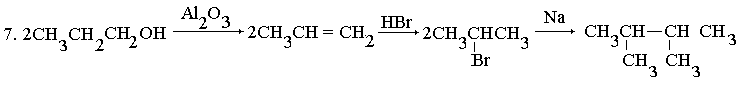 Al2O3 HBr Na
7. 2CH3CH2CH2OH → 2CH3CH = CH2 → 2CH3CHCH3 → CH3CH—CH CH3
Br CH3 CH3